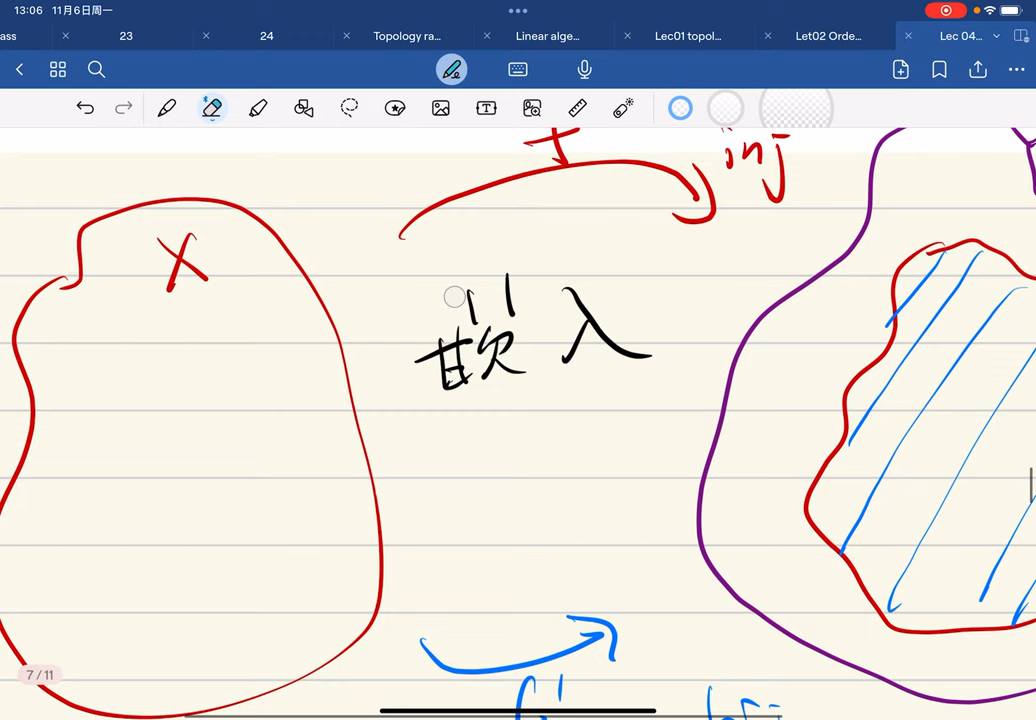 13:06 11月6日周一
ass 23 24 Topology ra... Linear alge... Lec01 topol... Let02 Orde... Lec 04...
inj
X
嵌入
7 / 11